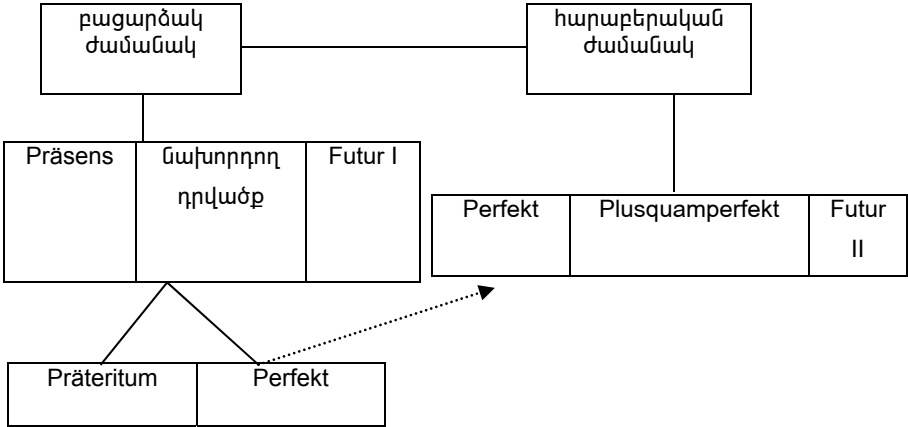 բացարձակ
ժամանակ
հարաբերական
ժամանակ
Präsens
նախորդող
դրվածք
Futur I
Perfekt
Plusquamperfekt
Futur
II
Präteritum
Perfekt